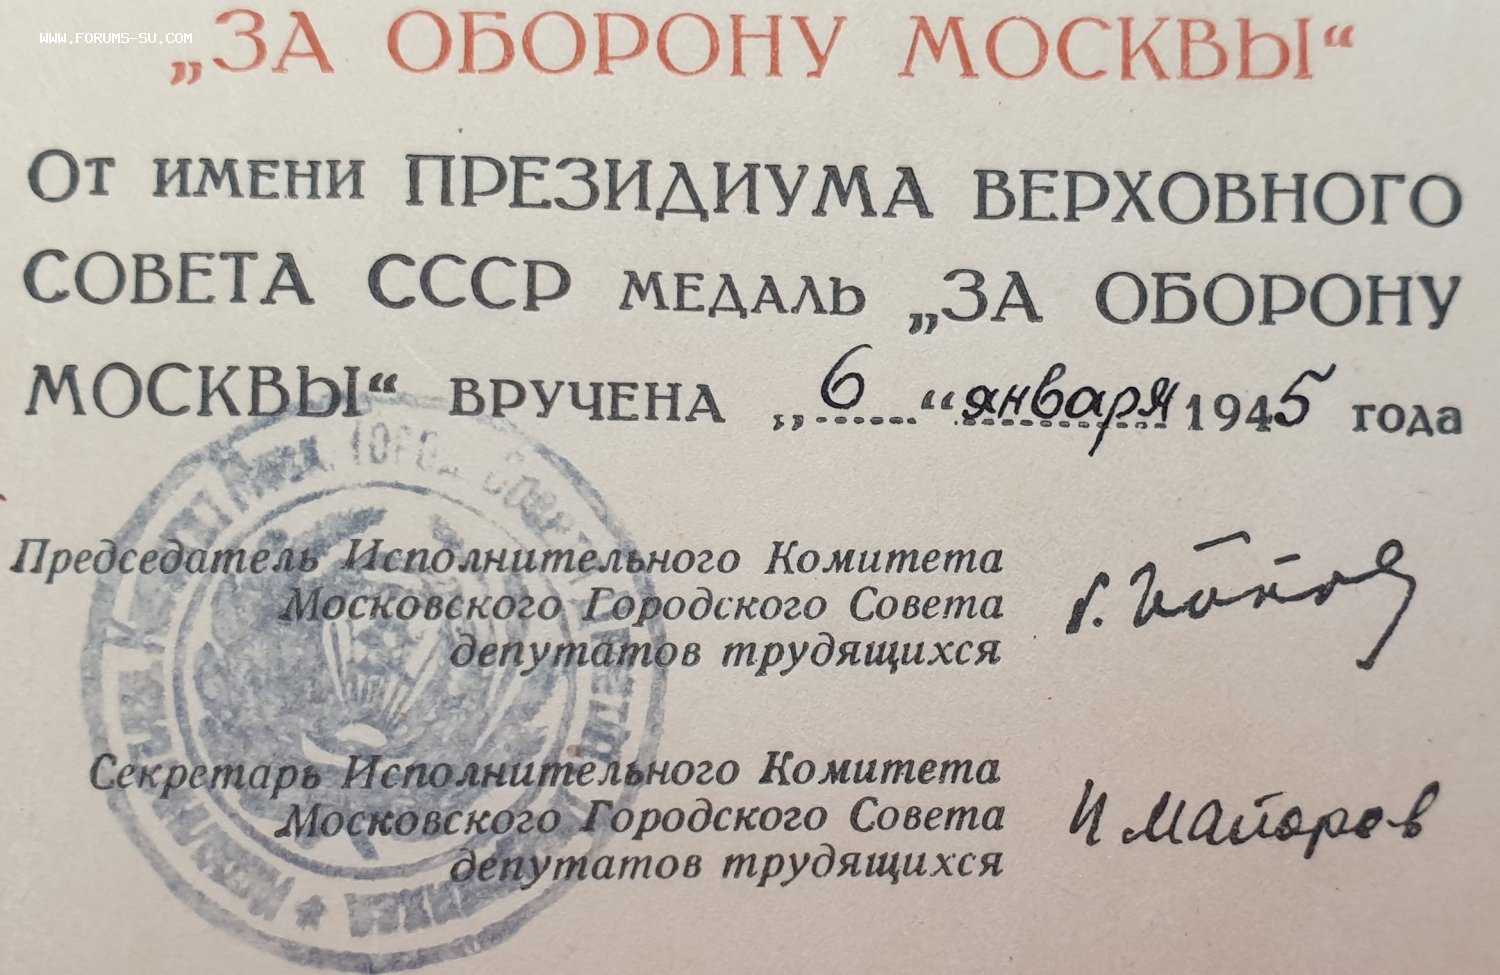 WWW.FORUMS-SU.COM
„ЗА ОБОРОНУ МОСКВЫ“
От имени ПРЕЗИДИУМА ВЕРХОВНОГО
СОВЕТА СССР медаль „ЗА ОБОРОНУ
МОСКВЫ“ вручена „6“ января 1945 года
Председатель Исполнительного Комитета
Московского Городского Совета
депутатов трудящихся
Г. Попов
Секретарь Исполнительного Комитета
Московского Городского Совета
депутатов трудящихся
И Майоров